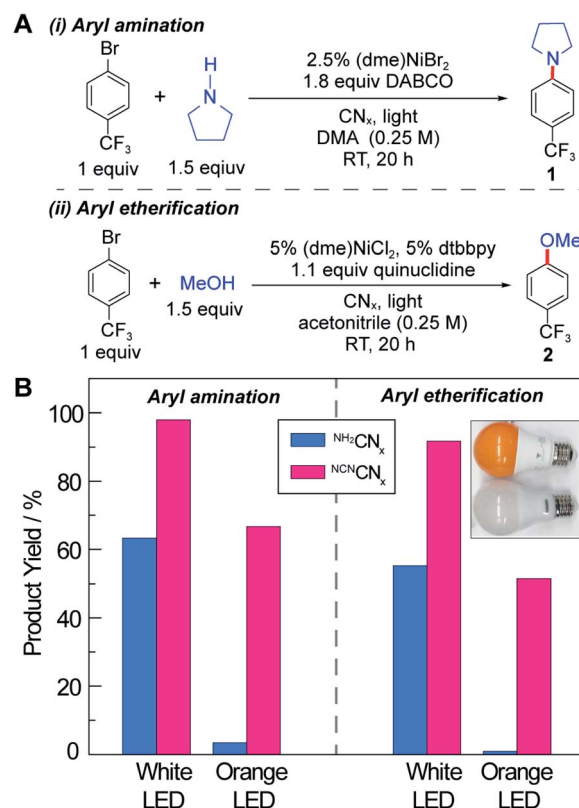 A
(i) Aryl amination
Br
CF3
1 equiv
+
H
N
1.5 eqiuv
2.5% (dme)NiBr2
1.8 equiv DABCO
CNx, light
DMA (0.25 M)
RT, 20 h
N
CF3
1
(ii) Aryl etherification
Br
CF3
1 equiv
+
MeOH
1.5 equiv
5% (dme)NiCl2, 5% dtbbpy
1.1 equiv quinuclidine
CNx, light
acetonitrile (0.25 M)
RT, 20 h
OMe
F3C
2
B
Product Yield / %
100
80
60
40
20
0
Aryl amination
Aryl etherification
NH2CNx
NCNCNx
White
LED
Orange
LED
White
LED
Orange
LED